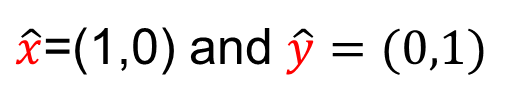 x̂=(1,0) and ŷ = (0,1)